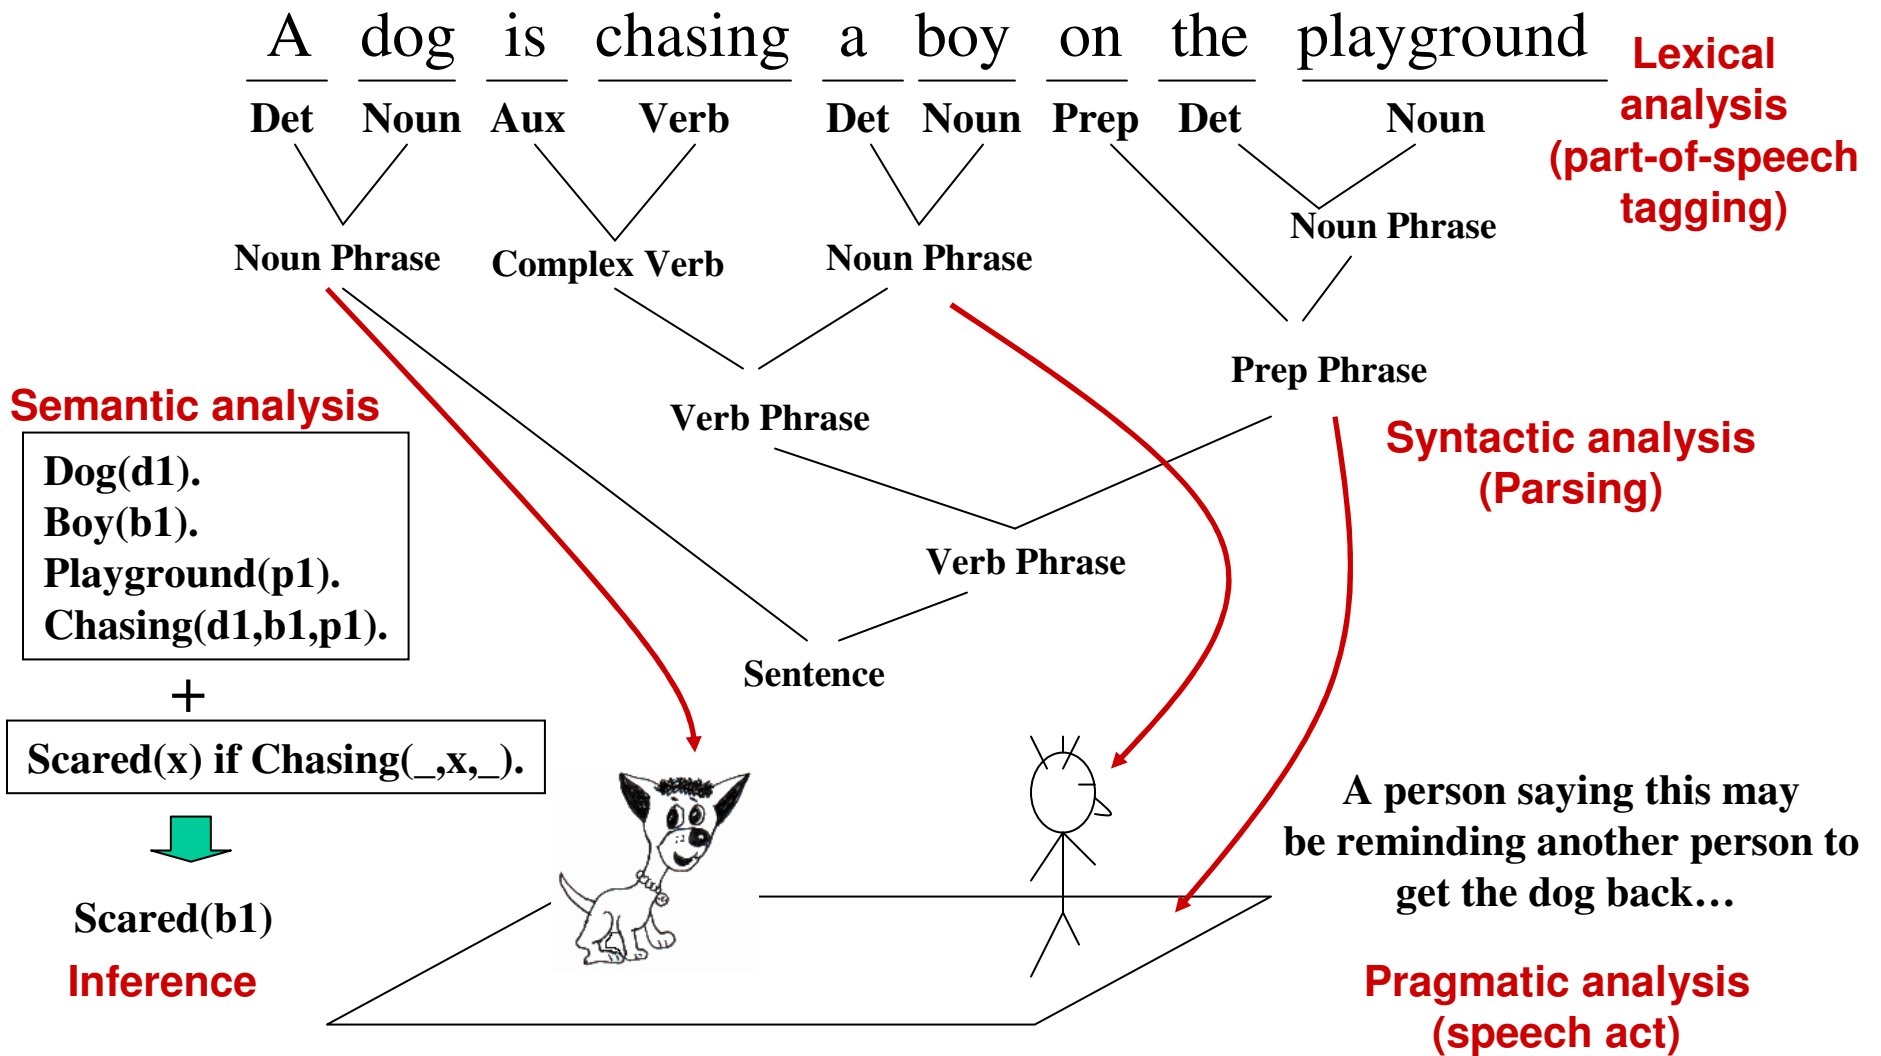 A dog is chasing a boy on the playground
Det Noun Aux Verb Det Noun Prep Det Noun
Lexical
analysis
(part-of-speech
tagging)
Noun Phrase
Noun Phrase Complex Verb Noun Phrase
Prep Phrase
Verb Phrase
Syntactic analysis
(Parsing)
Verb Phrase
Sentence
Semantic analysis
Dog(d1).
Boy(b1).
Playground(p1).
Chasing(d1,b1,p1).
+
Scared(x) if Chasing(_,x,_).
Scared(b1)
Inference
A person saying this may
be reminding another person to
get the dog back…
Pragmatic analysis
(speech act)